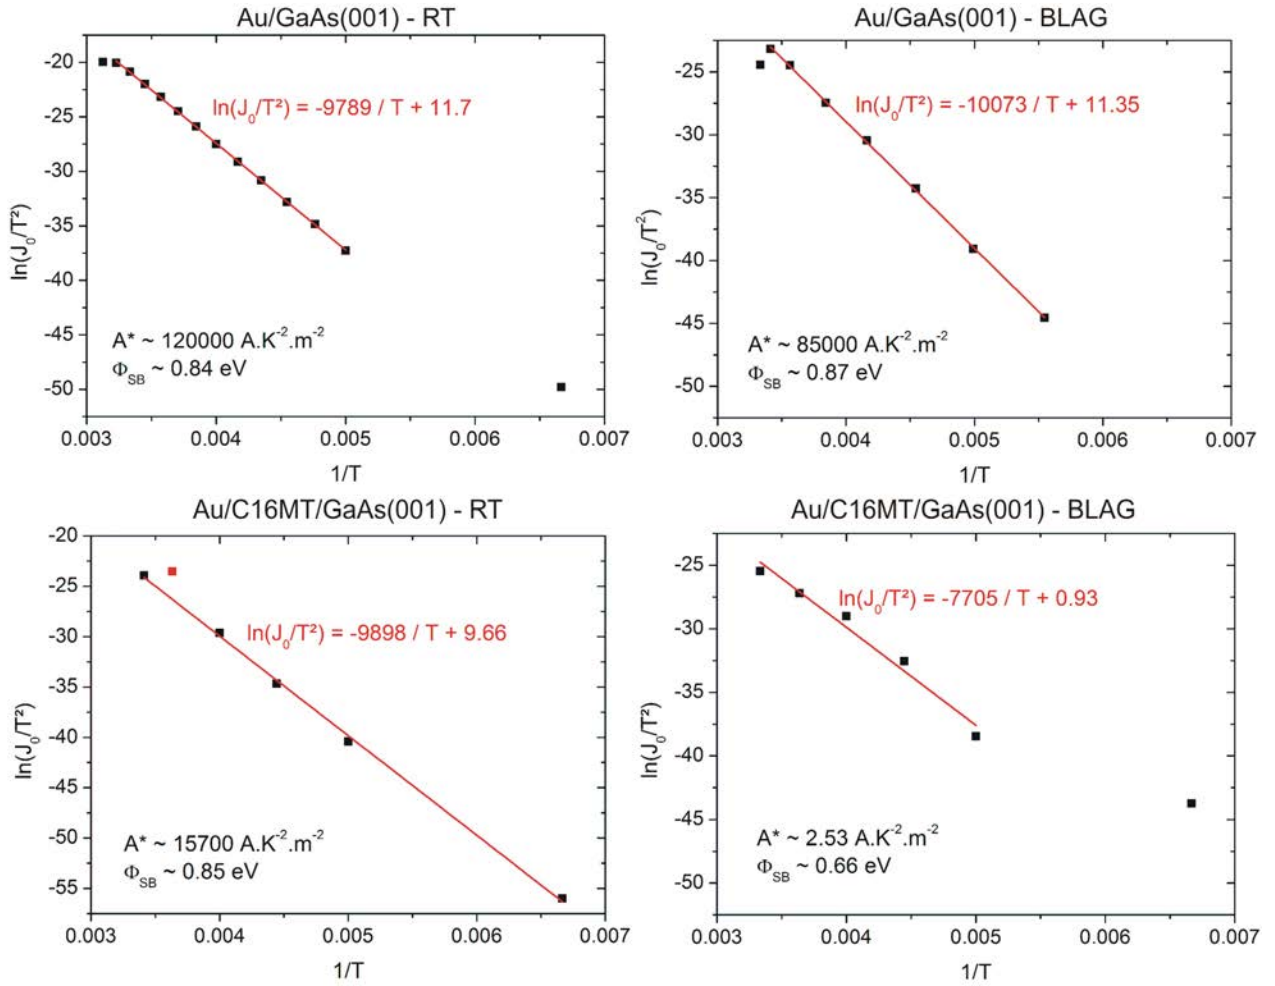 Au/GaAs(001) - RT
ln(J₀/T²)
-20
-25
-30
-35
-40
-45
-50
ln(J₀/T²) = -9789 / T + 11.7
A* ~ 120000 A.K⁻².m⁻²
Φ_SB ~ 0.84 eV
0.003 0.004 0.005 0.006 0.007
1/T
Au/GaAs(001) - BLAG
ln(J₀/T²)
-25
-30
-35
-40
-45
-50
ln(J₀/T²) = -10073 / T + 11.35
A* ~ 85000 A.K⁻².m⁻²
Φ_SB ~ 0.87 eV
0.003 0.004 0.005 0.006 0.007
1/T
Au/C16MT/GaAs(001) - RT
ln(J₀/T²)
-20
-25
-30
-35
-40
-45
-50
-55
ln(J₀/T²) = -9898 / T + 9.66
A* ~ 15700 A.K⁻².m⁻²
Φ_SB ~ 0.85 eV
0.003 0.004 0.005 0.006 0.007
1/T
Au/C16MT/GaAs(001) - BLAG
ln(J₀/T²)
-25
-30
-35
-40
-45
-50
ln(J₀/T²) = -7705 / T + 0.93
A* ~ 2.53 A.K⁻².m⁻²
Φ_SB ~ 0.66 eV
0.003 0.004 0.005 0.006 0.007
1/T